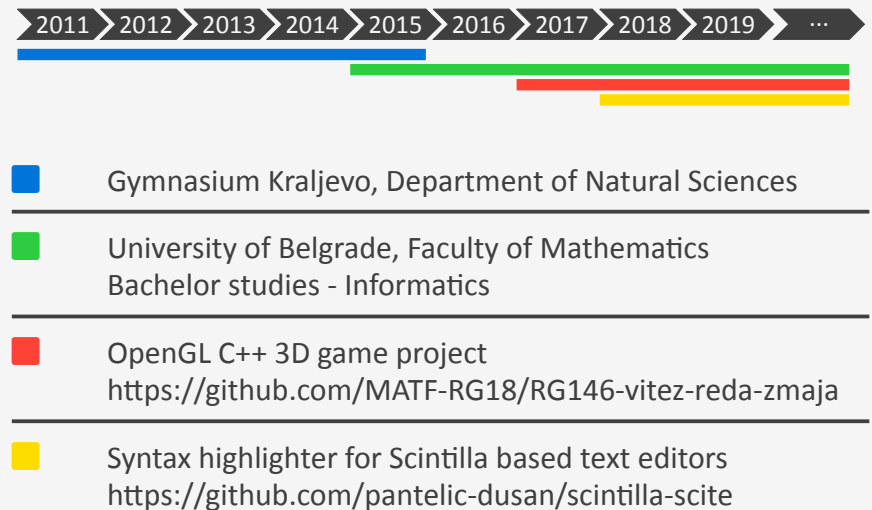 2011 2012 2013 2014 2015 2016 2017 2018 2019 ...
Gymnasium Kraljevo, Department of Natural Sciences
University of Belgrade, Faculty of Mathematics
Bachelor studies - Informatics
OpenGL C++ 3D game project
https://github.com/MATF-RG18/RG146-vitez-reda-zmaja
Syntax highlighter for Scintilla based text editors
https://github.com/pantelic-dusan/scintilla-scite